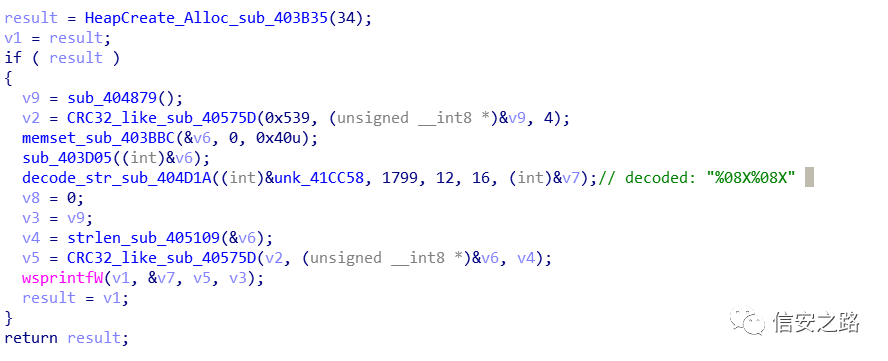 result = HeapCreate_Alloc_sub_403B35(34);
v1 = result;
if ( result )
{
  v9 = sub_404879();
  v2 = CRC32_like_sub_40575D(0x539, (unsigned __int8 *)&v9, 4);
  memset_sub_403BBC(&v6, 0, 0x40u);
  sub_403D05((int)&v6);
  decode_str_sub_404D1A((int)&unk_41CC58, 1799, 12, 16, (int)&v7);// decoded: "%08X%08X"
  v8 = 0;
  v3 = v9;
  v4 = strlen_sub_405109(&v6);
  v5 = CRC32_like_sub_40575D(v2, (unsigned __int8 *)&v6, v4);
  wsprintfW(v1, &v7, v5, v3);
  result = v1;
}
return result;
信安之路